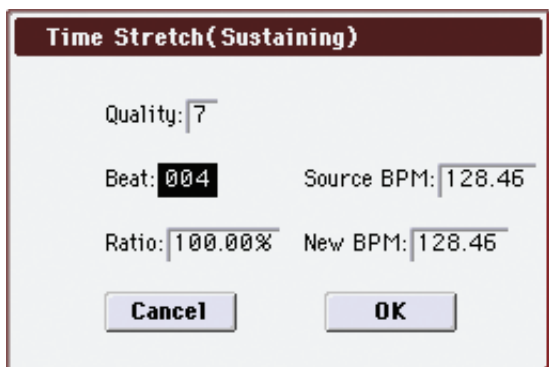 Time Stretch(Sustaining)
Quality: 7
Beat: 004 Source BPM: 128.46
Ratio: 100.00% New BPM: 128.46
Cancel OK